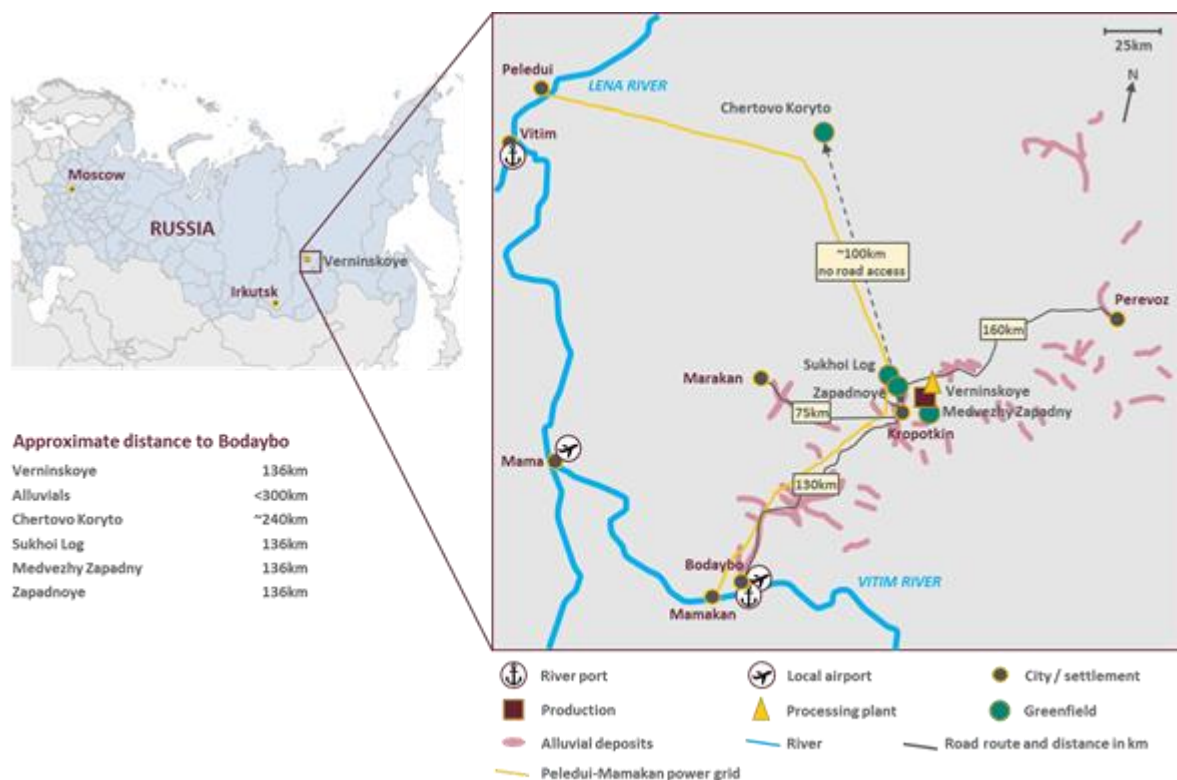 Moscow
RUSSIA
Verninskoye
Irkutsk
Approximate distance to Bodaybo
Verninskoye 136km
Alluvials <300km
Chertovo Koryto ~240km
Sukhoi Log 136km
Medvezhy Zapadny 136km
Zapadnoye 136km
25km
N
Peledui
LENA RIVER
Chertovo Koryto
Vitim
~100km
no road access
Perevoz
160km
Sukhoi Log
Marakan
Zapadnoye
Verninskoye
75km
Medvezhy Zapadny
Kropotkin
Mama
130km
Bodaybo
VITIM RIVER
Mamakan
River port
Local airport
City / settlement
Production
Processing plant
Greenfield
Alluvial deposits
River
Road route and distance in km
Peledui-Mamakan power grid